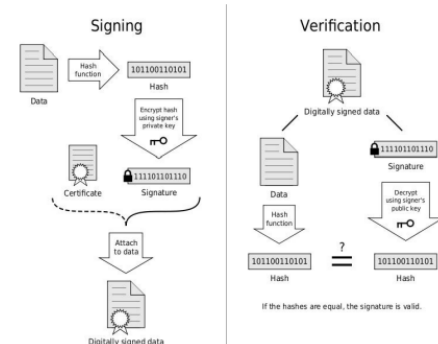 Signing
Data
Hash
function
101100110101
Hash
Encrypt hash
using signer's
private key
Certificate
111101101110
Signature
Attach
to data
Digitally signed data
Verification
Digitally signed data
Data
111101101110
Signature
Hash
function
Decrypt
using signer's
public key
101100110101
Hash
?
=
101100110101
Hash
If the hashes are equal, the signature is valid.